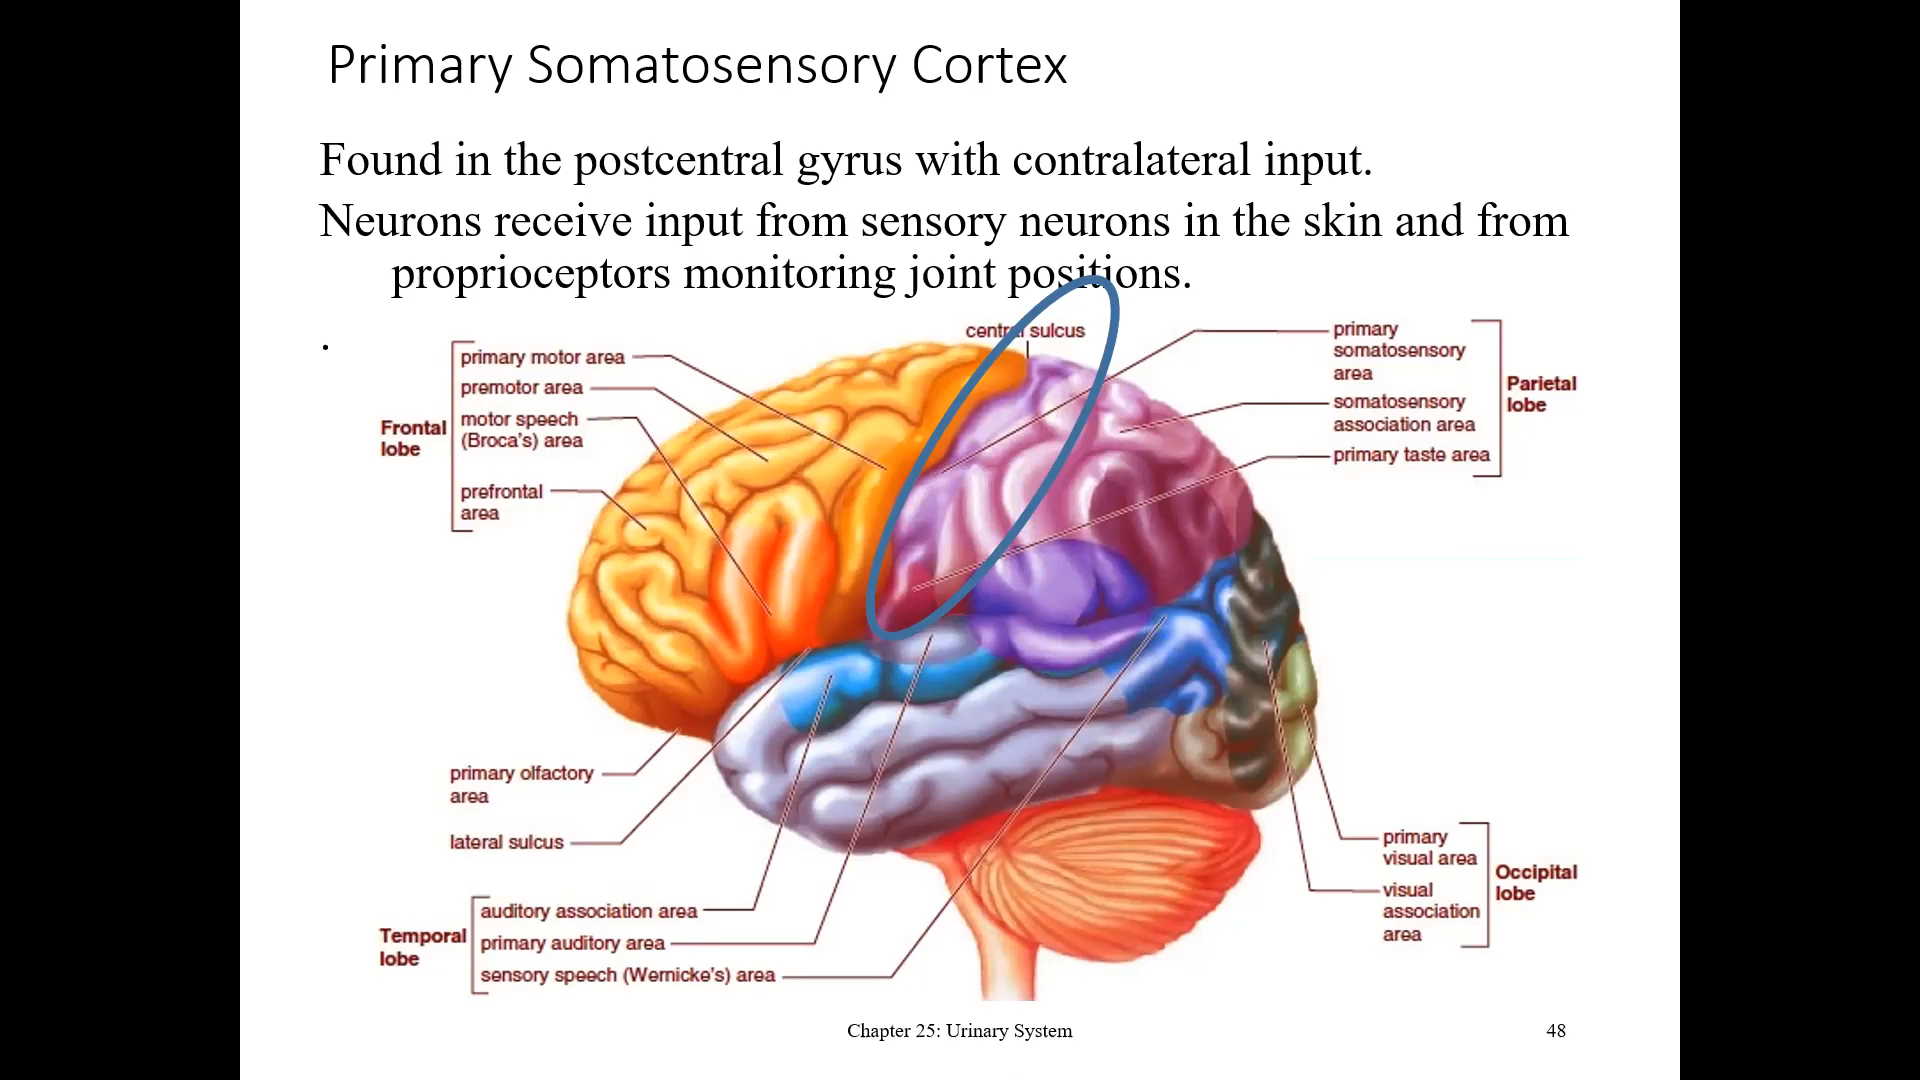 Primary Somatosensory Cortex
Found in the postcentral gyrus with contralateral input.
Neurons receive input from sensory neurons in the skin and from
proprioceptors monitoring joint positions.
.
central sulcus
primary motor area
premotor area
motor speech
(Broca's) area
prefrontal
area
Frontal
lobe
primary
somatosensory
area
somatosensory
association area
primary taste area
Parietal
lobe
primary olfactory
area
lateral sulcus
Temporal
lobe
auditory association area
primary auditory area
sensory speech (Wernicke's) area
primary
visual area
visual
association
area
Occipital
lobe
Chapter 25: Urinary System
48